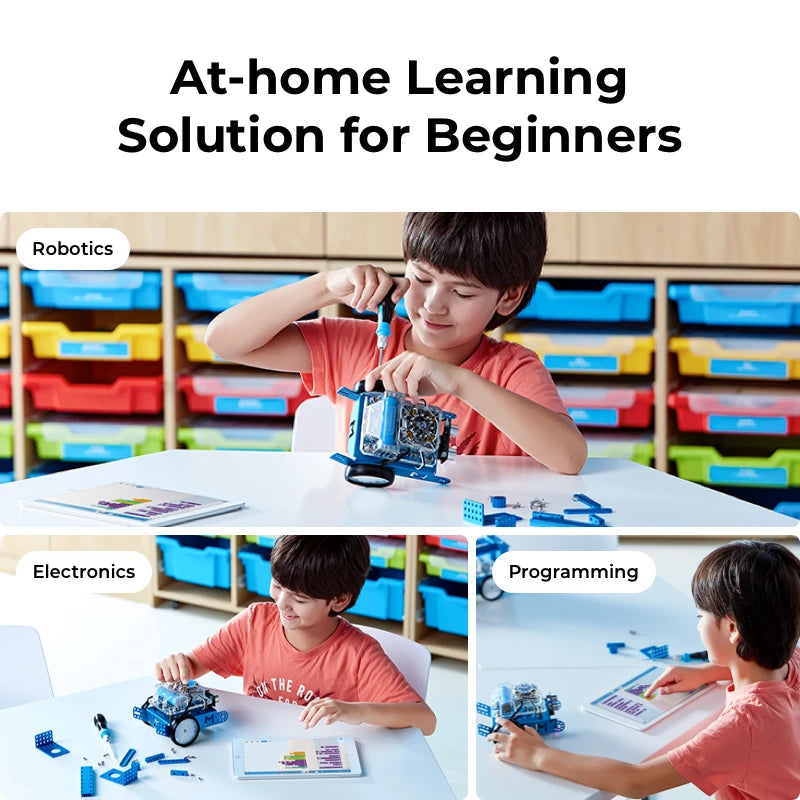 At-home Learning
Solution for Beginners
Robotics
Electronics
Programming
M